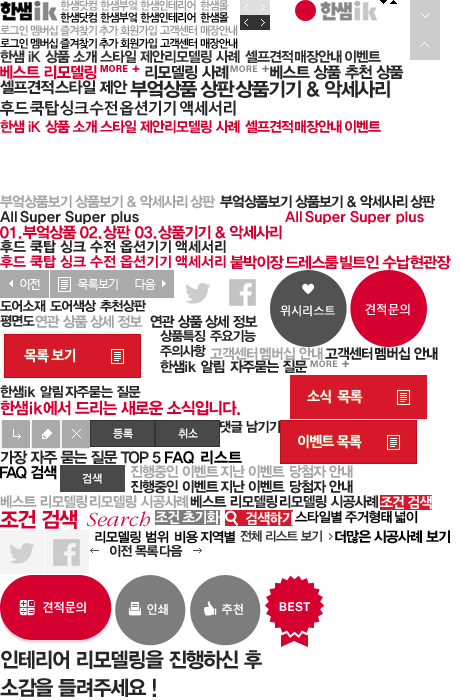 한샘ik 한샘닷컴 한샘부엌 한샘인테리어 한샘몰 한샘ik
한샘닷컴 한샘부엌 한샘인테리어 한샘몰
로그인 멤버십 즐겨찾기 추가 회원가입 고객센터 매장안내
로그인 멤버십 즐겨찾기 추가 회원가입 고객센터 매장안내
한샘 iK 상품 소개 스타일 제안 리모델링 사례 셀프견적 매장안내 이벤트
베스트 리모델링 MORE + 리모델링 사례 MORE + 베스트 상품 추천 상품
셀프견적 스타일 제안 부엌상품 상판 상품기기 & 악세사리
후드 쿡탑 싱크 수전 옵션기기 액세서리
한샘 iK 상품 소개 스타일 제안 리모델링 사례 셀프견적 매장안내 이벤트
부엌상품보기 상품보기 & 악세사리 상판 부엌상품보기 상품보기 & 악세사리 상판
All Super Super plus All Super Super plus
01.부엌상품 02.상판 03.상품기기 & 악세사리
후드 쿡탑 싱크 수전 옵션기기 액세서리
후드 쿡탑 싱크 수전 옵션기기 액세서리 붙박이장 드레스룸 빌트인 수납 현관장
이전 목록보기 다음
위시리스트 견적문의
도어소재 도어색상 추천상판
평면도 연관 상품 상세 정보 연관 상품 상세 정보
상품특징 주요기능
목록 보기 주의사항 고객센터 멤버십 안내 고객센터 멤버십 안내
한샘ik 알림 자주묻는 질문 MORE +
한샘ik 알림 자주묻는 질문
소식 목록
한샘ik에서 드리는 새로운 소식입니다.
등록 취소 댓글 남기기
이벤트 목록
가장 자주 묻는 질문 TOP 5 FAQ 리스트
FAQ 검색 검색 진행중인 이벤트 지난 이벤트 당첨자 안내
진행중인 이벤트 지난 이벤트 당첨자 안내
베스트 리모델링 리모델링 시공사례 베스트 리모델링 리모델링 시공사례 조건 검색
조건 검색 Search 조건 초기화 검색하기 스타일별 주거형태 넓이
리모델링 범위 비용 지역별 전체 리스트 보기 > 더많은 시공사례 보기
← 이전 목록 다음 →
견적문의 인쇄 추천 BEST
인테리어 리모델링을 진행하신 후
소감을 들려주세요 !